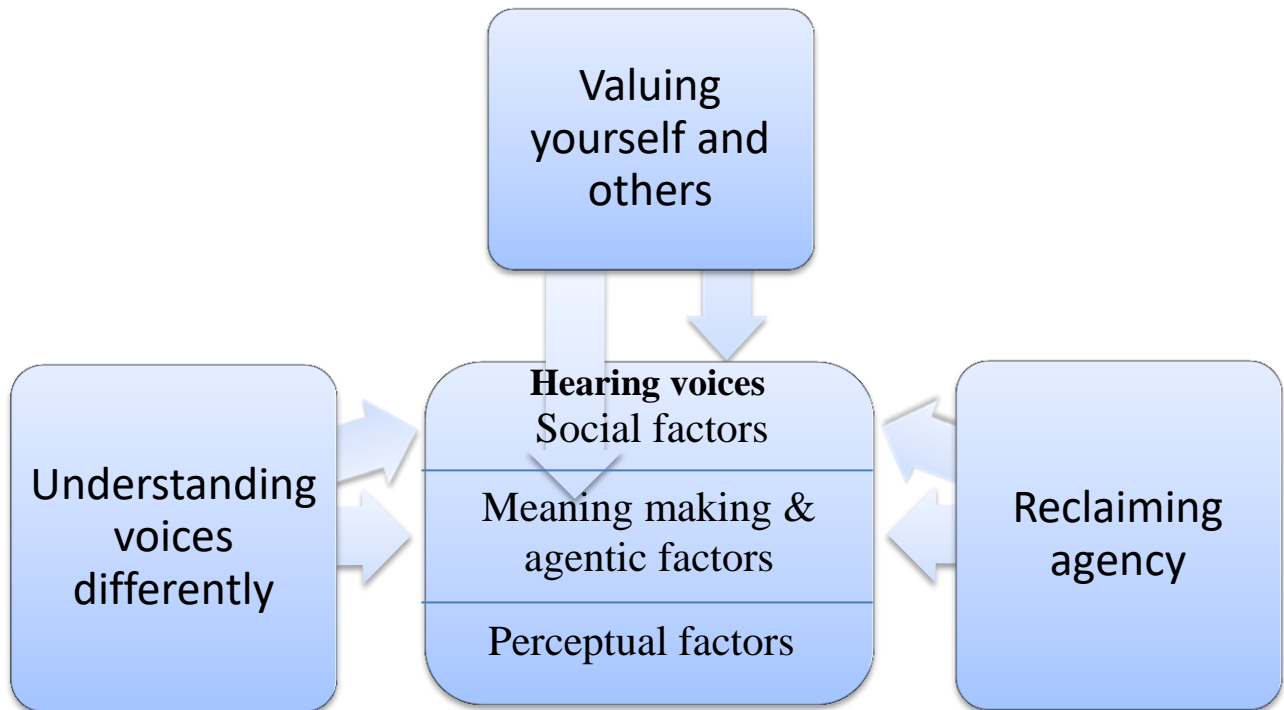 Valuing
yourself and
others
Hearing voices
Social factors
Understanding
voices
differently
Meaning making &
agentic factors
Reclaiming
agency
Perceptual factors